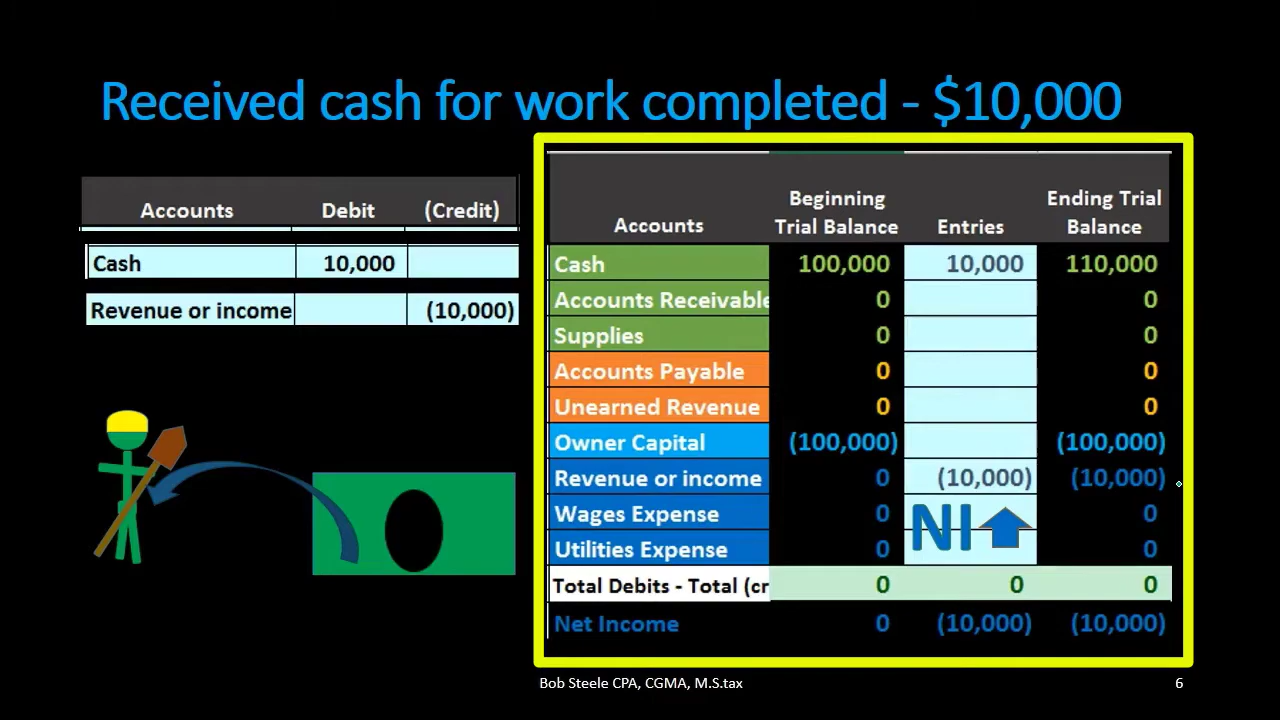 Received cash for work completed - $10,000
Accounts Debit (Credit)
Cash 10,000
Revenue or income (10,000)
Accounts Beginning Trial Balance Entries Ending Trial Balance
Cash 100,000 10,000 110,000
Accounts Receivable 0 0
Supplies 0 0
Accounts Payable 0 0
Unearned Revenue 0 0
Owner Capital (100,000) (100,000)
Revenue or income 0 (10,000) (10,000)
Wages Expense 0 0
NI
Utilities Expense 0 0
Total Debits - Total (cr 0 0 0
Net Income 0 (10,000) (10,000)
Bob Steele CPA, CGMA, M.S.tax 6